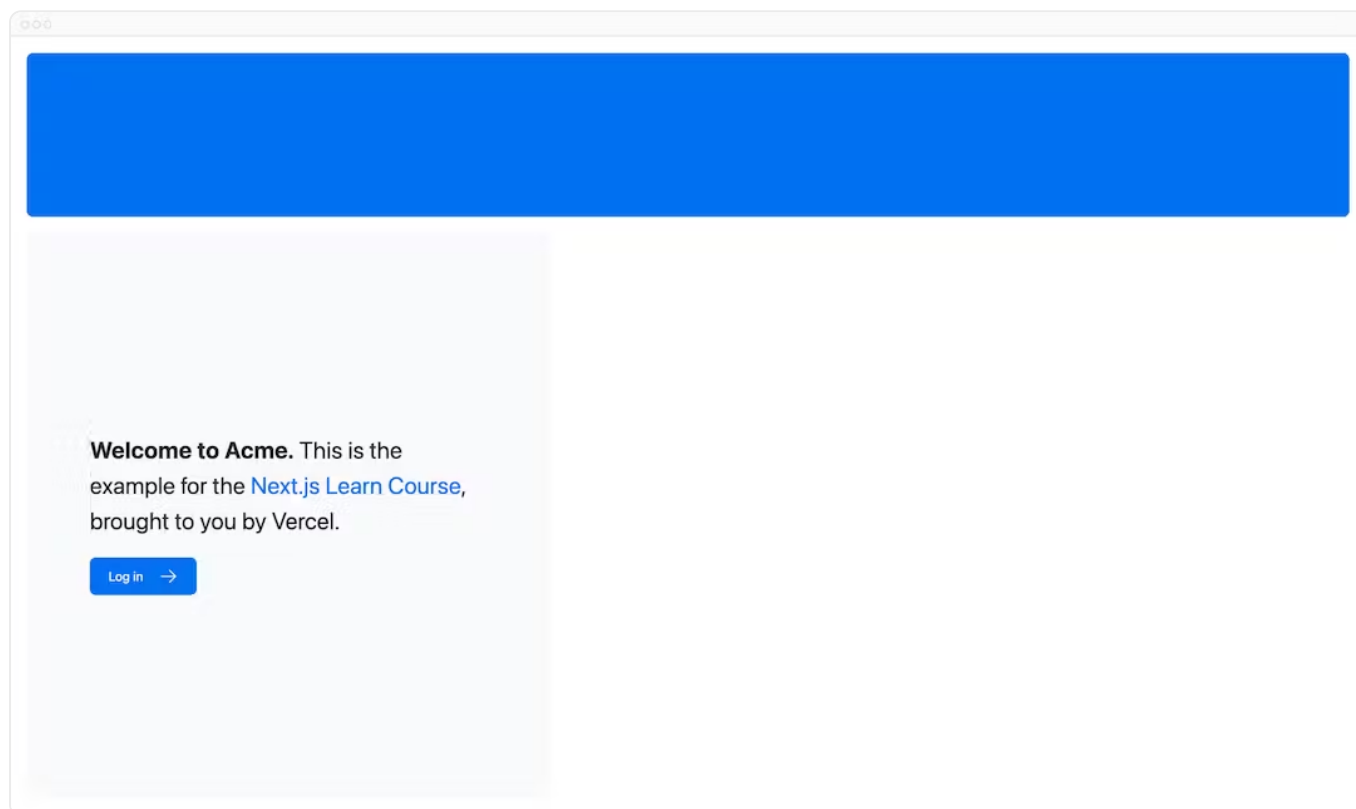 Welcome to Acme. This is the
example for the Next.js Learn Course,
brought to you by Vercel.
Log in